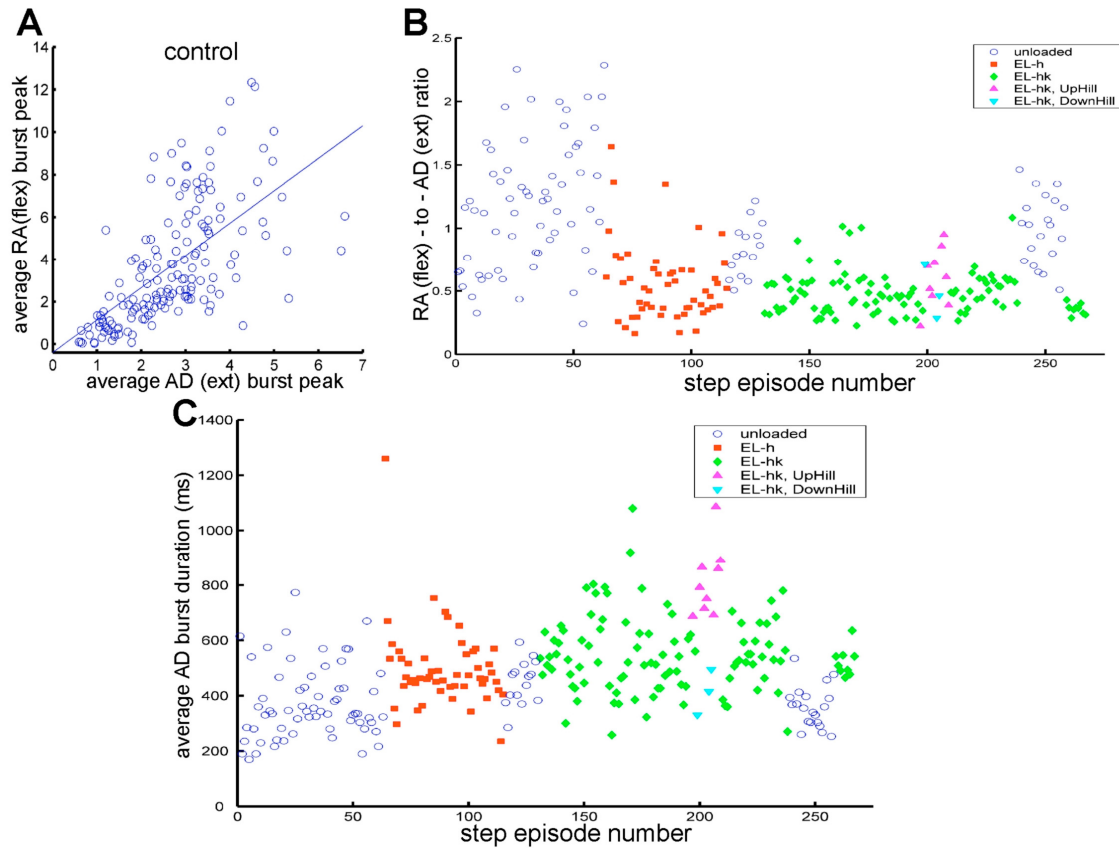 A
control
average RA(flex) burst peak
14
12
10
8
6
4
2
0
0 1 2 3 4 5 6 7
average AD (ext) burst peak
B
RA (flex) - to - AD (ext) ratio
2.5
2
1.5
1
0.5
0
0 50 100 150 200 250
step episode number
unloaded
EL-h
EL-hk
EL-hk, UpHill
EL-hk, DownHill
C
average AD burst duration (ms)
1400
1200
1000
800
600
400
200
0
0 50 100 150 200 250
step episode number
unloaded
EL-h
EL-hk
EL-hk, UpHill
EL-hk, DownHill